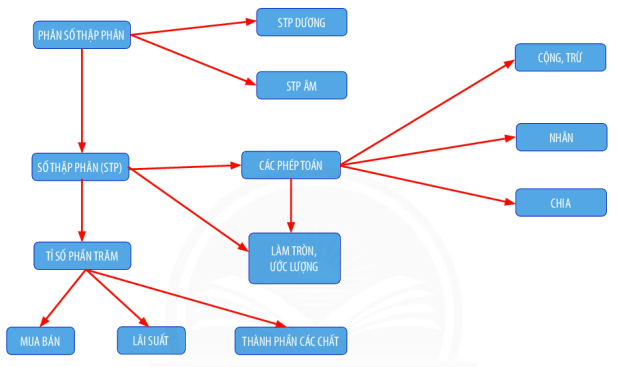 PHÂN SỐ THẬP PHÂN
STP DƯƠNG
STP ÂM
CỘNG, TRỪ
NHÂN
CHIA
SỐ THẬP PHÂN (STP)
CÁC PHÉP TOÁN
LÀM TRÒN,
ƯỚC LƯỢNG
TỈ SỐ PHẦN TRĂM
MUA BÁN
LÃI SUẤT
THÀNH PHẦN CÁC CHẤT